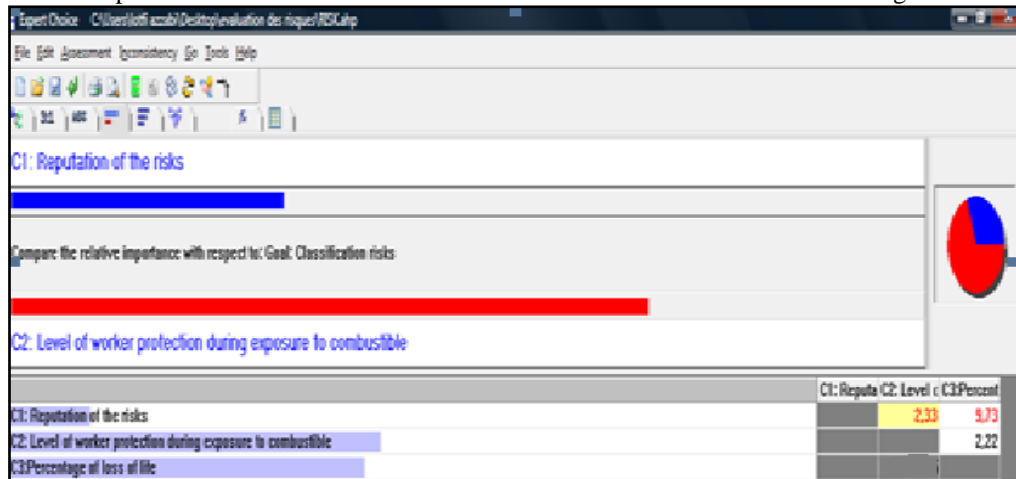 Expert Choice C:\Users\lotfi azzabi\Desktop\evaluation des risques\RISK.ahp
File Edit Assessment Inconsistency Go Tools Help
3:1 ABC
C1: Reputation of the risks
Compare the relative importance with respect to: Goal: Classification risks
C2: Level of worker protection during exposure to combustible
C1: Reputa C2: Level c C3:Percent
C1: Reputation of the risks 2,33 9,73
C2: Level of worker protection during exposure to combustible 2,22
C3:Percentage of loss of life